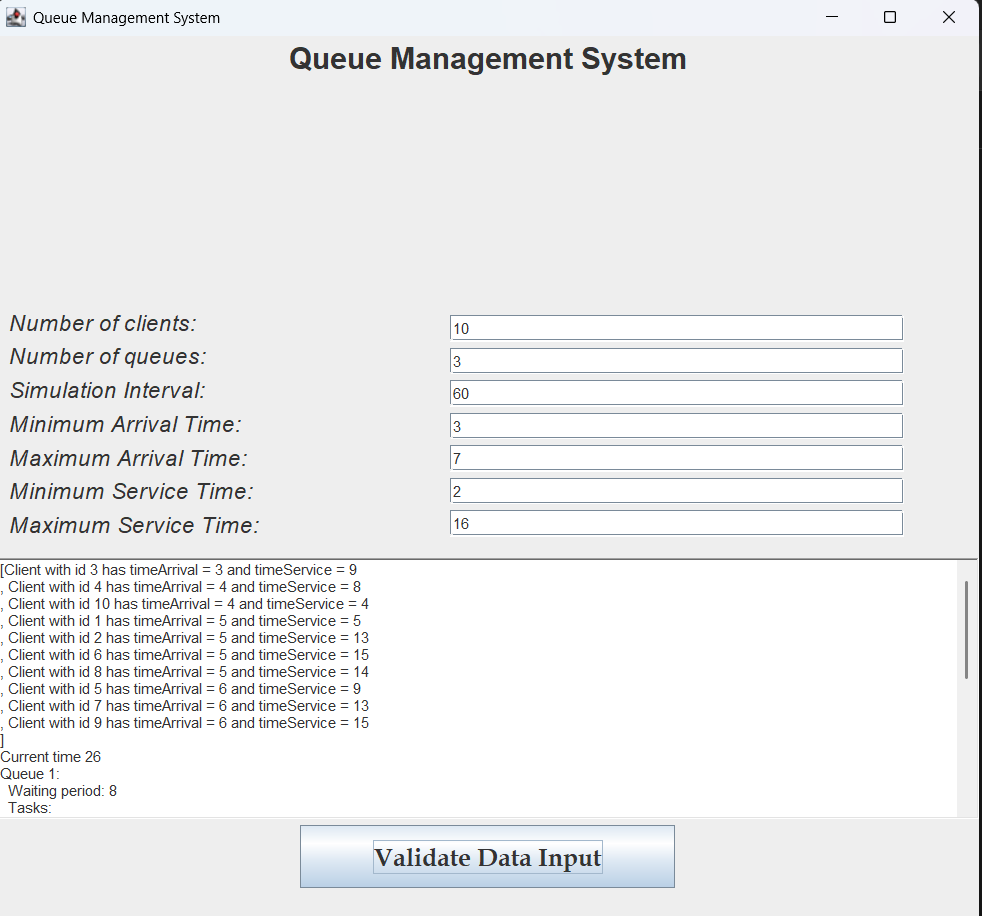 Queue Management System
Queue Management System
Number of clients: 10
Number of queues: 3
Simulation Interval: 60
Minimum Arrival Time: 3
Maximum Arrival Time: 7
Minimum Service Time: 2
Maximum Service Time: 16
[Client with id 3 has timeArrival = 3 and timeService = 9
, Client with id 4 has timeArrival = 4 and timeService = 8
, Client with id 10 has timeArrival = 4 and timeService = 4
, Client with id 1 has timeArrival = 5 and timeService = 5
, Client with id 2 has timeArrival = 5 and timeService = 13
, Client with id 6 has timeArrival = 5 and timeService = 15
, Client with id 8 has timeArrival = 5 and timeService = 14
, Client with id 5 has timeArrival = 6 and timeService = 9
, Client with id 7 has timeArrival = 6 and timeService = 13
, Client with id 9 has timeArrival = 6 and timeService = 15
]
Current time 26
Queue 1:
Waiting period: 8
Tasks:
Validate Data Input